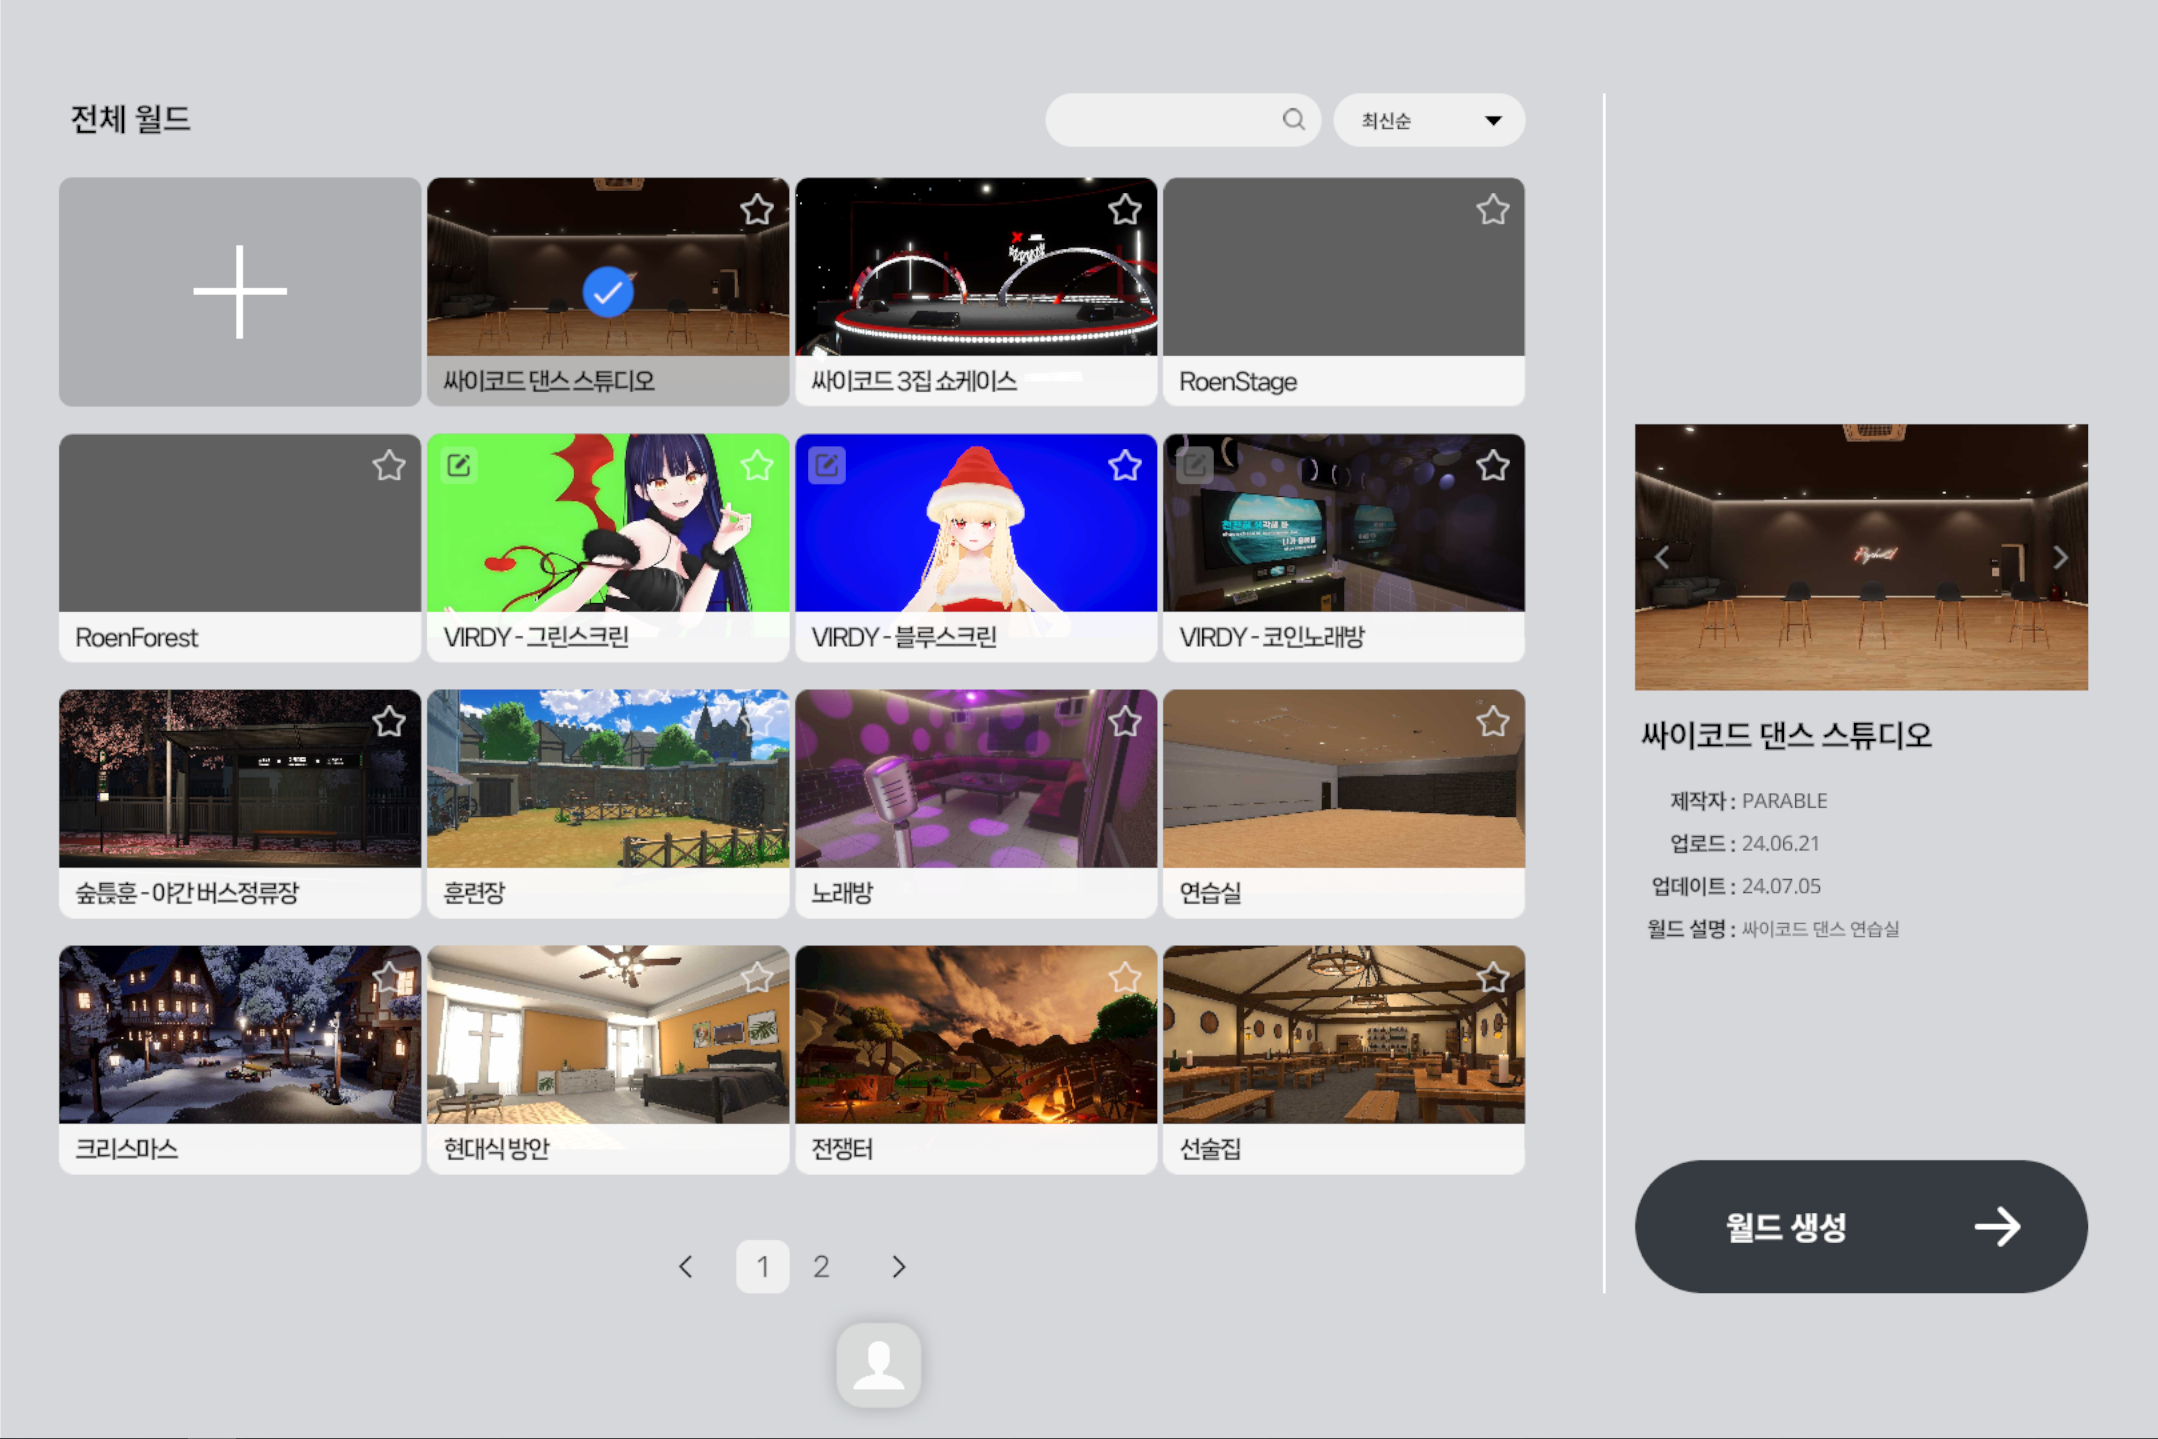 전체 월드
최신순
싸이코드 댄스 스튜디오
싸이코드 3집 쇼케이스
RoenStage
RoenForest
VIRDY - 그린스크린
VIRDY - 블루스크린
VIRDY - 코인노래방
숲튽훈 - 야간 버스정류장
훈련장
노래방
연습실
크리스마스
현대식 방안
전쟁터
선술집
1 2
싸이코드 댄스 스튜디오
제작자 : PARABLE
업로드 : 24.06.21
업데이트 : 24.07.05
월드 설명 : 싸이코드 댄스 연습실
월드 생성